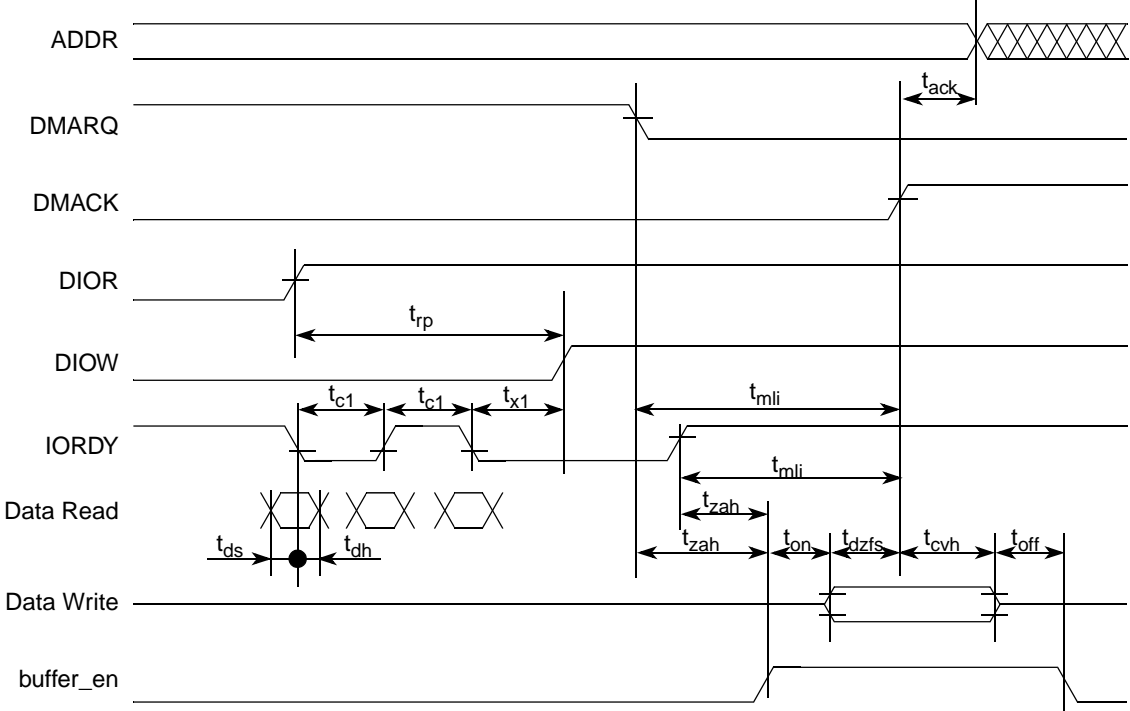 ADDR
t_ack
DMARQ
DMACK
DIOR
t_rp
DIOW
t_c1 t_c1 t_x1 t_mli
IORDY
t_mli
t_zah
Data Read
t_ds t_dh t_zah t_on t_dzfs t_cvh t_off
Data Write
buffer_en